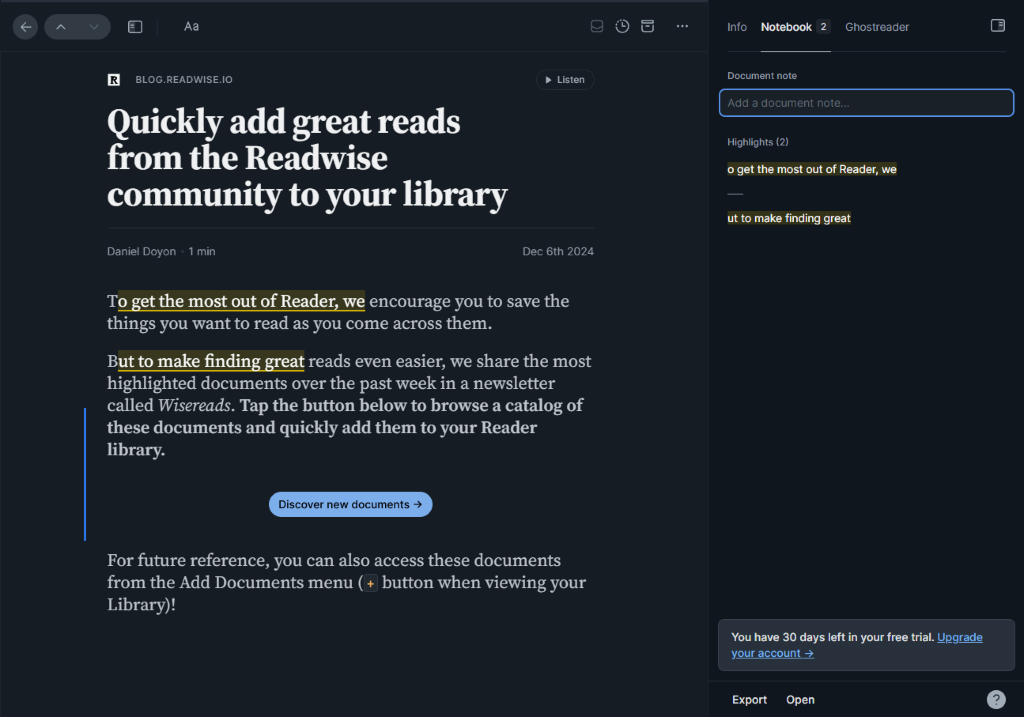 Aa
R BLOG.READWISE.IO
Listen
Quickly add great reads
from the Readwise
community to your library
Daniel Doyon · 1 min
Dec 6th 2024
To get the most out of Reader, we encourage you to save the
things you want to read as you come across them.
But to make finding great reads even easier, we share the most
highlighted documents over the past week in a newsletter
called Wisereads. Tap the button below to browse a catalog of
these documents and quickly add them to your Reader
library.
Discover new documents →
For future reference, you can also access these documents
from the Add Documents menu (+ button when viewing your
Library)!
Info Notebook 2 Ghostreader
Document note
Add a document note...
Highlights (2)
o get the most out of Reader, we
ut to make finding great
You have 30 days left in your free trial. Upgrade
your account →
Export Open
?